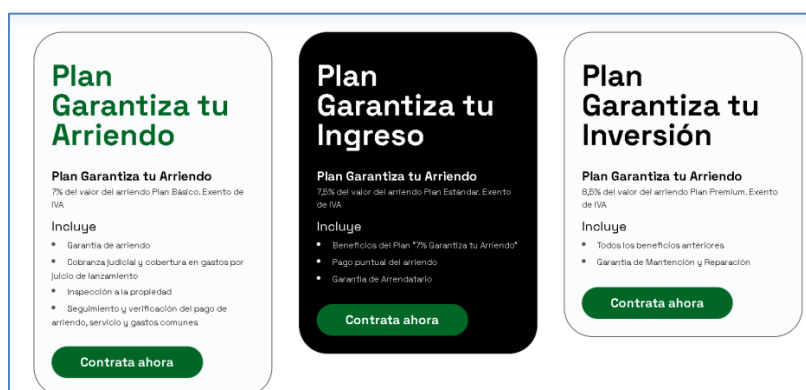 Plan
Garantiza tu
Arriendo
Plan Garantiza tu Arriendo
7% del valor del arriendo Plan Básico. Exento de
IVA
Incluye
• Garantía de arriendo
• Cobranza judicial y cobertura en gastos por
juicio de lanzamiento
• Inspección a la propiedad
• Seguimiento y verificación del pago de
arriendo, servicio y gastos comunes
Contrata ahora
Plan
Garantiza tu
Ingreso
Plan Garantiza tu Arriendo
7,5% del valor del arriendo Plan Estándar. Exento
de IVA
Incluye
• Beneficios del Plan "7% Garantiza tu Arriendo"
• Pago puntual del arriendo
• Garantía de Arrendatario
Contrata ahora
Plan
Garantiza tu
Inversión
Plan Garantiza tu Arriendo
8,5% del valor del arriendo Plan Premium. Exento
de IVA
Incluye
• Todos los beneficios anteriores
• Garantía de Mantención y Reparación
Contrata ahora